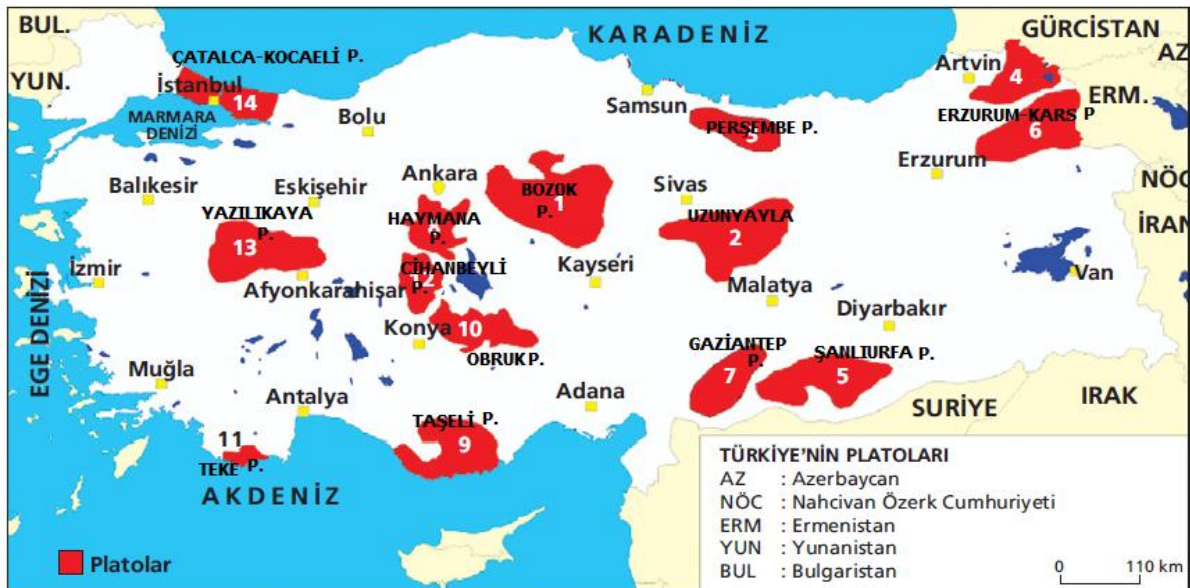 BUL.
KARADENİZ
GÜRCİSTAN
ÇATALCA-KOCAELİ P.
AZ
YUN.
İstanbul
14
Artvin
4
ERM.
MARMARA
DENİZİ
Bolu
Samsun
PERŞEMBE P.
3
ERZURUM-KARS P
6
Erzurum
Balıkesir
Eskişehir
Ankara
BOZOK
P.
1
Sivas
NÖC
YAZILIKAYA
P.
13
HAYMANA
P.
UZUNYAYLA
2
İRAN
EGE DENİZİ
İzmir
Afyonkarahişar
CİHANBEYLİ
P.
12
Kayseri
Malatya
Van
Diyarbakır
Konya
10
OBRUK P.
GAZİANTEP
P.
7
ŞANLIURFA P.
5
Muğla
Antalya
Adana
SURİYE
IRAK
11
TEKE P.
TAŞELİ P.
9
AKDENİZ
TÜRKİYE'NİN PLATOLARI
AZ : Azerbaycan
NÖC : Nahcivan Özerk Cumhuriyeti
ERM : Ermenistan
YUN : Yunanistan
BUL : Bulgaristan
Platolar
0 110 km